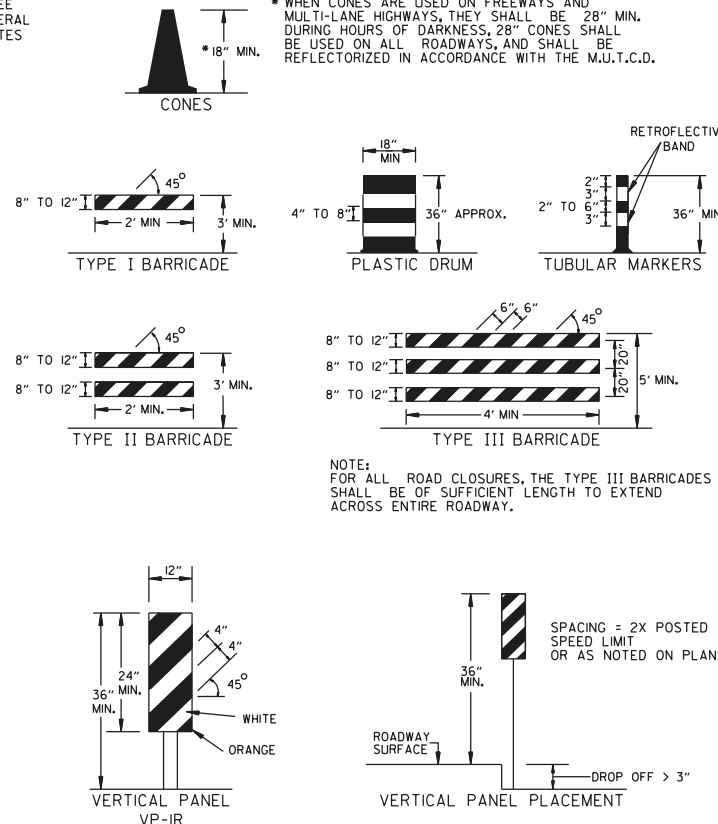 * WHEN CONES ARE USED ON FREEWAYS AND
MULTI-LANE HIGHWAYS, THEY SHALL BE 28" MIN.
DURING HOURS OF DARKNESS, 28" CONES SHALL
BE USED ON ALL ROADWAYS, AND SHALL BE
REFLECTORIZED IN ACCORDANCE WITH THE M.U.T.C.D.
* 18" MIN.
CONES
8" TO 12"
45°
2' MIN
3' MIN.
TYPE I BARRICADE
18"
MIN
4" TO 8"
36" APPROX.
PLASTIC DRUM
BAND
2"
3"
2" TO 6"
3"
36" MIN
TUBULAR MARKERS
8" TO 12"
8" TO 12"
45°
2' MIN.
3' MIN.
TYPE II BARRICADE
6" 6"
45°
8" TO 12"
8" TO 12"
8" TO 12"
20"
20"
5' MIN.
4' MIN
TYPE III BARRICADE
NOTE:
FOR ALL ROAD CLOSURES, THE TYPE III BARRICADES
SHALL BE OF SUFFICIENT LENGTH TO EXTEND
ACROSS ENTIRE ROADWAY.
12"
4"
4"
45°
24"
MIN.
36"
MIN.
WHITE
ORANGE
VERTICAL PANEL
VP-1R
36"
MIN.
SPACING = 2X POSTED
SPEED LIMIT
OR AS NOTED ON PLAN
ROADWAY
SURFACE
DROP OFF > 3"
VERTICAL PANEL PLACEMENT